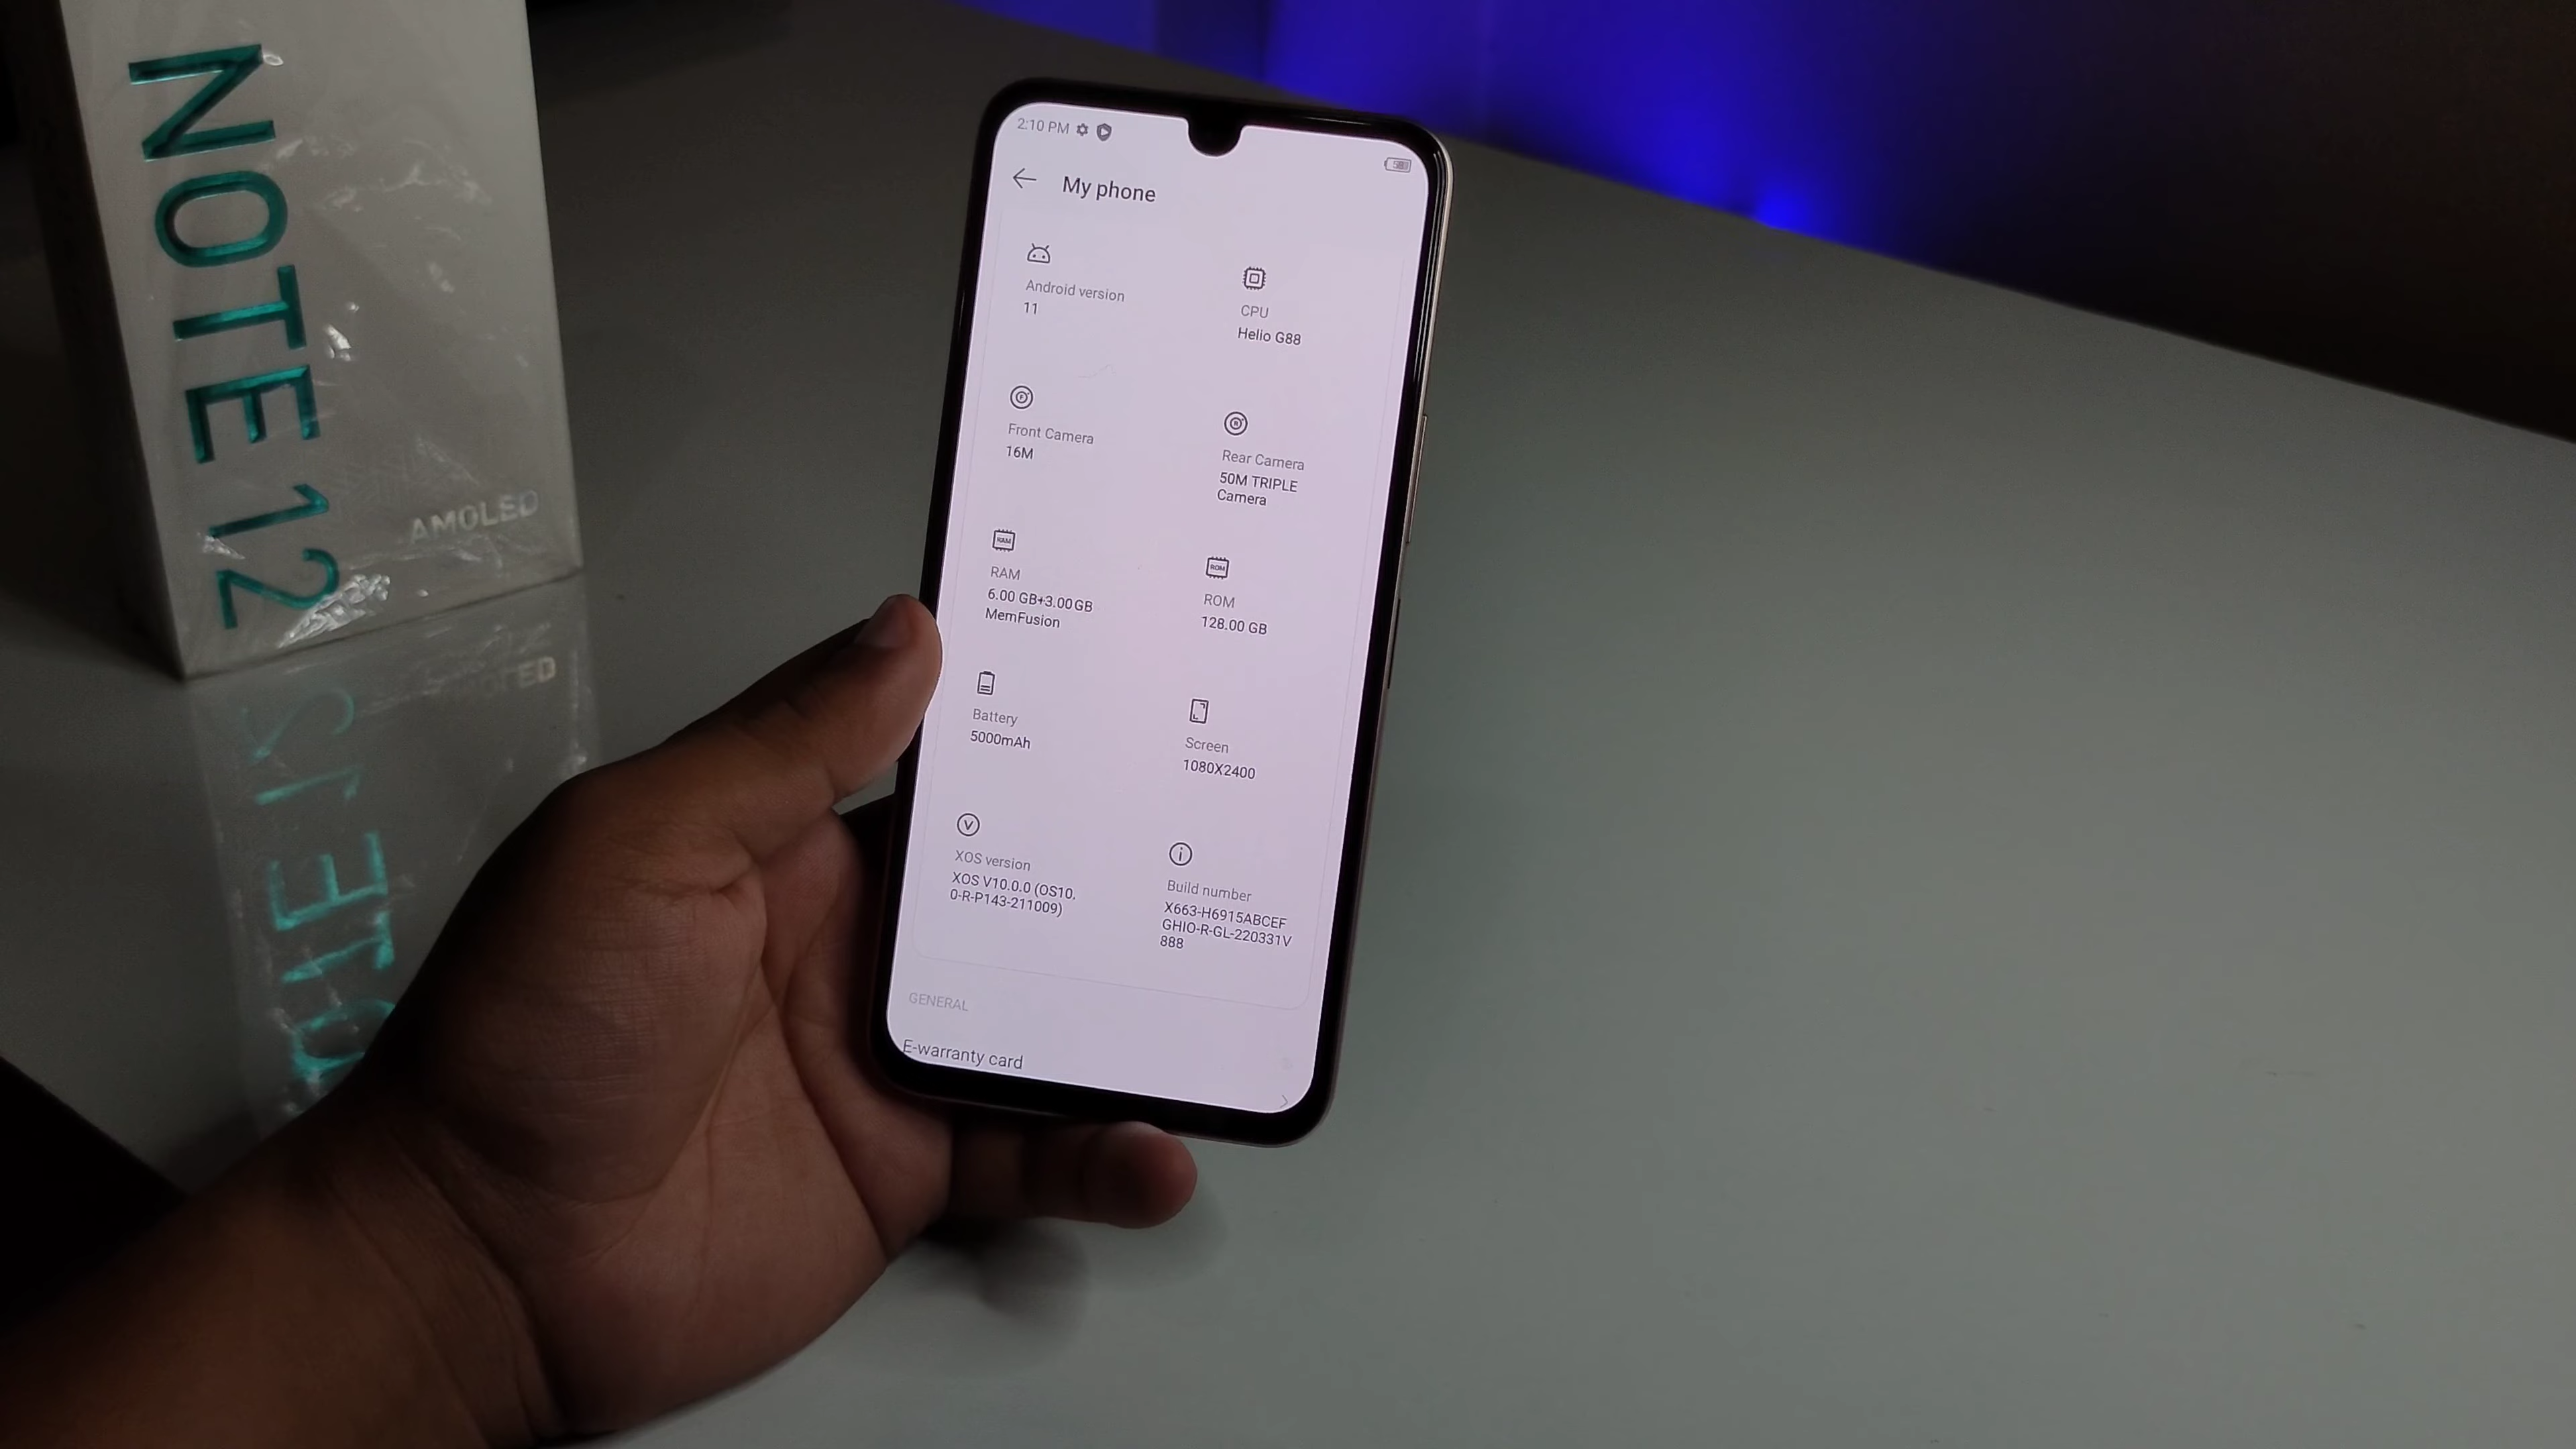 NOTE 12
AMOLED
2:10 PM
My phone
Android version
11
CPU
Helio G88
Front Camera
16M
Rear Camera
50M TRIPLE
Camera
RAM
RAM
6.00 GB+3.00GB
MemFusion
ROM
ROM
128.00 GB
Battery
5000mAh
Screen
1080X2400
V
XOS version
XOS V10.0.0 (OS10.
0-R-P143-211009)
Build number
X663-H6915ABCEF
GHIO-R-GL-220331V
888
GENERAL
E-warranty card